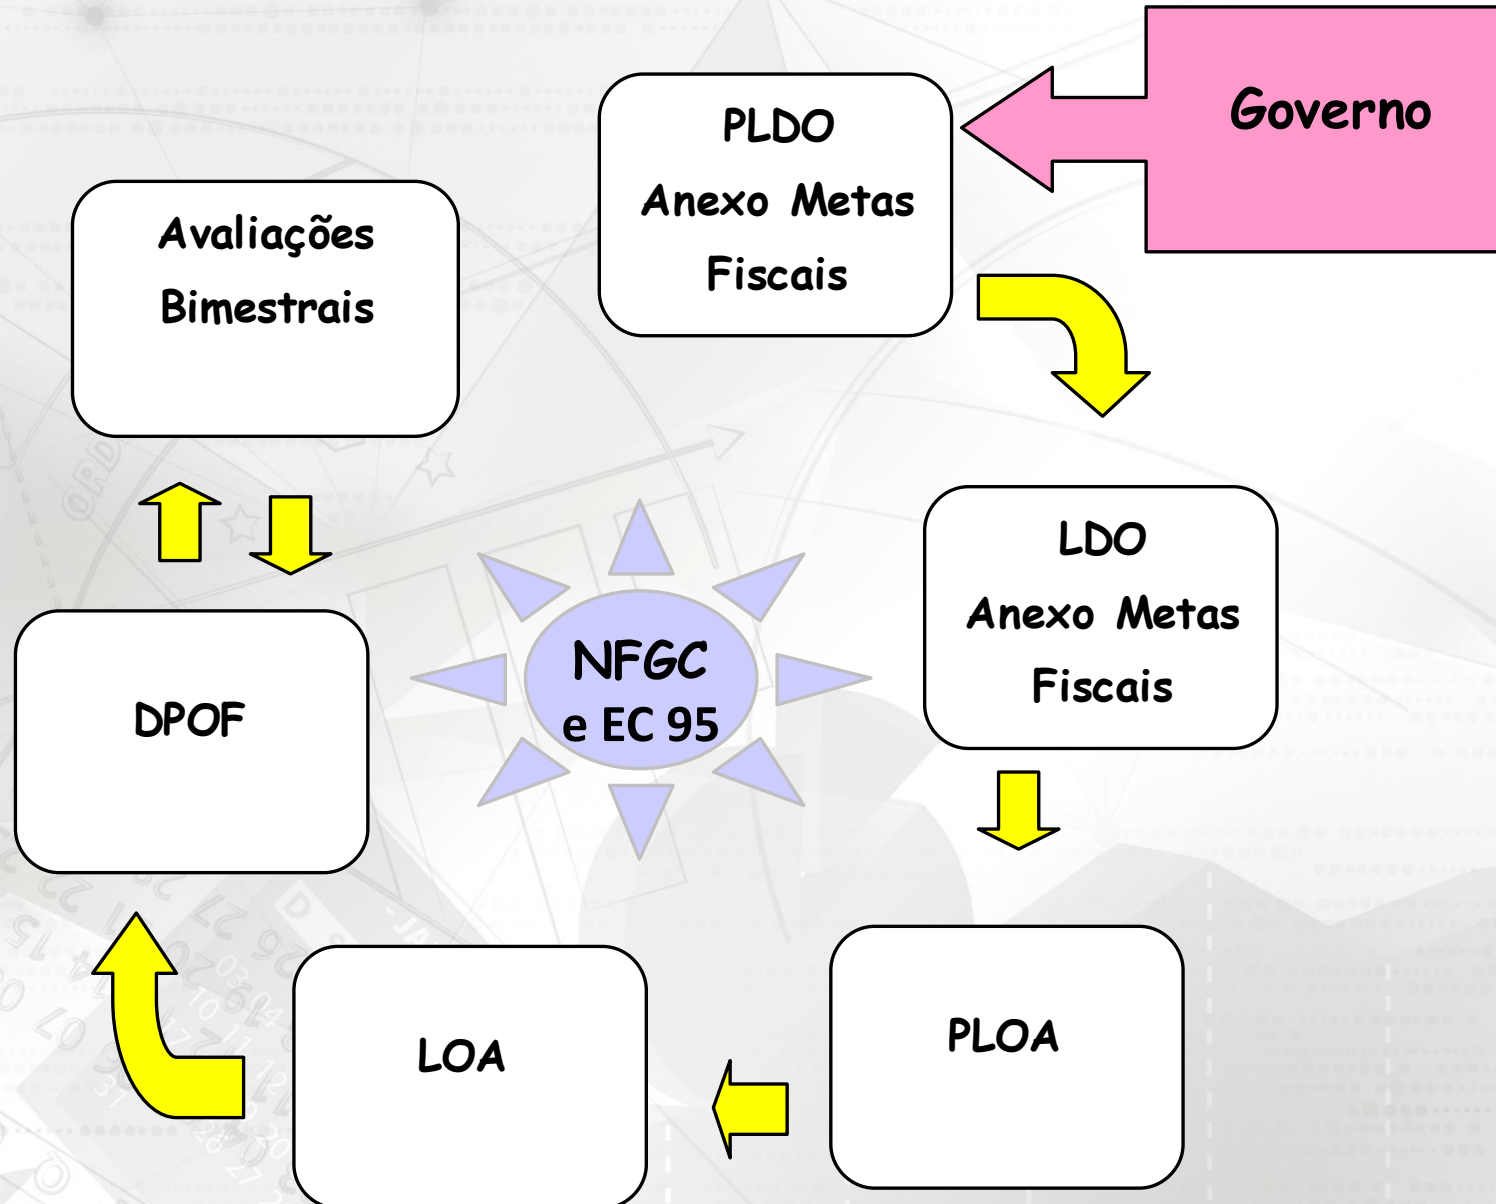 Governo
PLDO
Anexo Metas
Fiscais
Avaliações
Bimestrais
LDO
Anexo Metas
Fiscais
NFGC
e EC 95
DPOF
PLOA
LOA